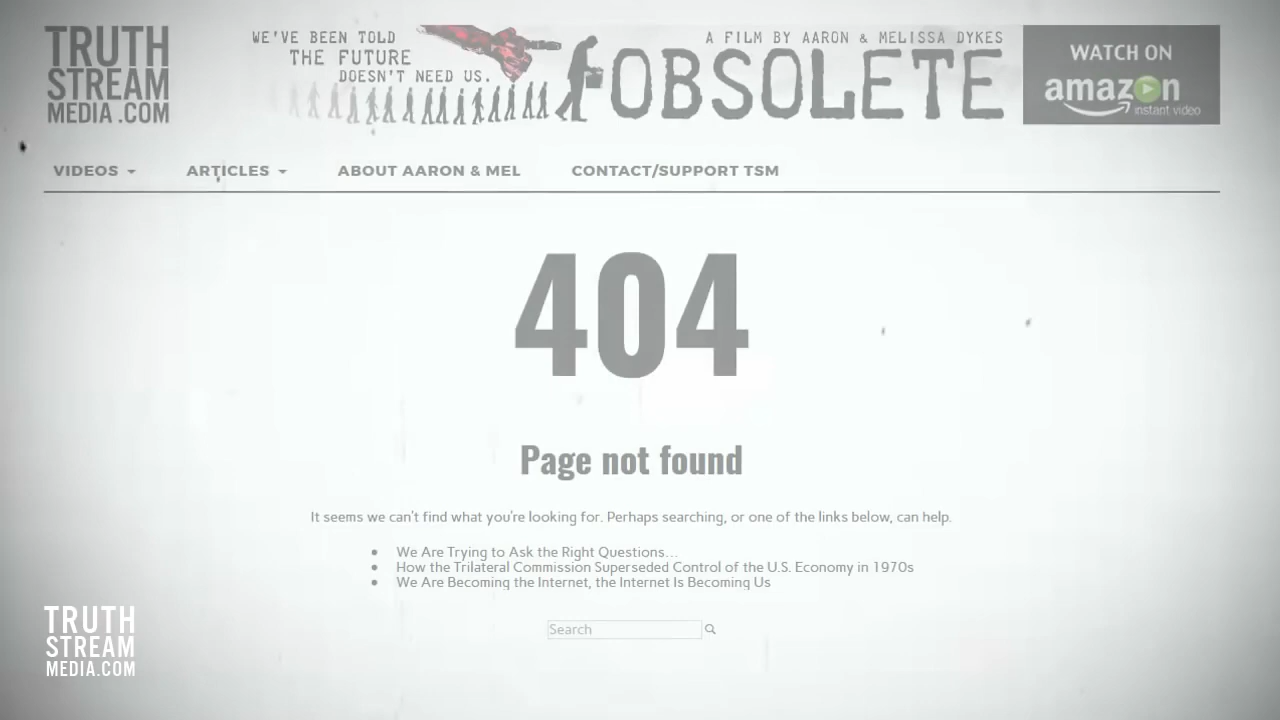 TRUTH
STREAM
MEDIA.COM
WE'VE BEEN TOLD
THE FUTURE
DOESN'T NEED US.
A FILM BY AARON & MELISSA DYKES
OBSOLETE
WATCH ON
amazon
instant video
VIDEOS
ARTICLES
ABOUT AARON & MEL
CONTACT/SUPPORT TSM
404
Page not found
It seems we can't find what you're looking for. Perhaps searching, or one of the links below, can help.
• We Are Trying to Ask the Right Questions...
• How the Trilateral Commission Superseded Control of the U.S. Economy in 1970s
• We Are Becoming the Internet, the Internet Is Becoming Us
Search
TRUTH
STREAM
MEDIA.COM